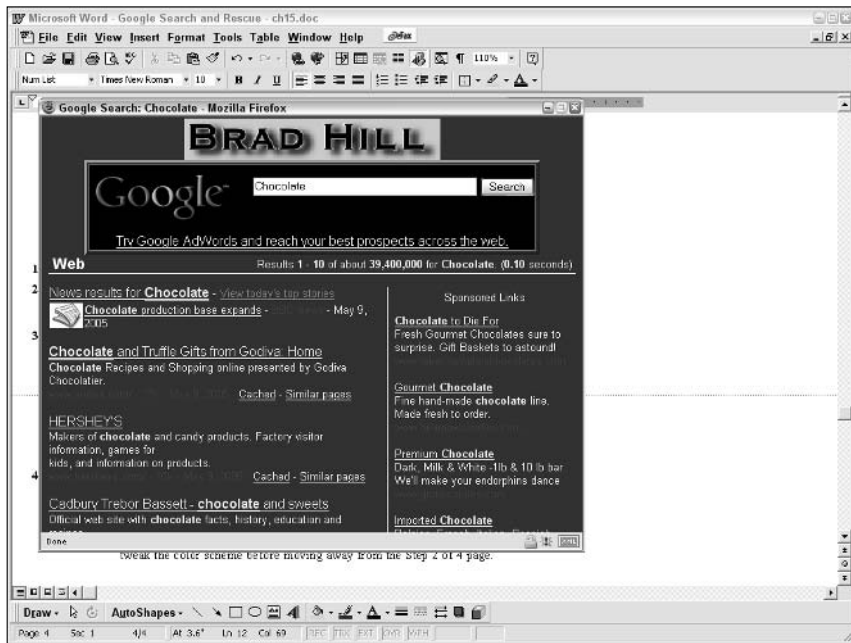 Microsoft Word - Google Search and Rescue - ch15.doc
File Edit View Insert Format Tools Table Window Help
110%
Num List Times New Roman 10 B I U
Google Search: Chocolate - Mozilla Firefox
BRAD HILL
Google
Chocolate Search
Try Google AdWords and reach your best prospects across the web.
1 Web Results 1 - 10 of about 39,400,000 for Chocolate. (0.10 seconds)
2 News results for Chocolate - View today's top stories
Chocolate production base expands - May 9,
2005
3
Chocolate and Truffle Gifts from Godiva: Home
Chocolate Recipes and Shopping online presented by Godiva
Chocolatier.
Cached - Similar pages
HERSHEY'S
Makers of chocolate and candy products. Factory visitor
information, games for
kids, and information on products.
4 Cached - Similar pages
Cadbury Trebor Bassett - chocolate and sweets
Official web site with chocolate facts, history, education and
Sponsored Links
Chocolate to Die For
Fresh Gourmet Chocolates sure to
surprise. Gift Baskets to astound!
Gourmet Chocolate
Fine hand-made chocolate line.
Made fresh to order.
Premium Chocolate
Dark, Milk & White -1lb & 10 lb bar
We'll make your endorphins dance
Imported Chocolate
Done
tweak the color scheme before moving away from the Step 2 of 4 page.
Draw AutoShapes
Page 4 Sec 1 4/4 At 3.6" Ln 12 Col 69 REC TRK EXT OVR WPH